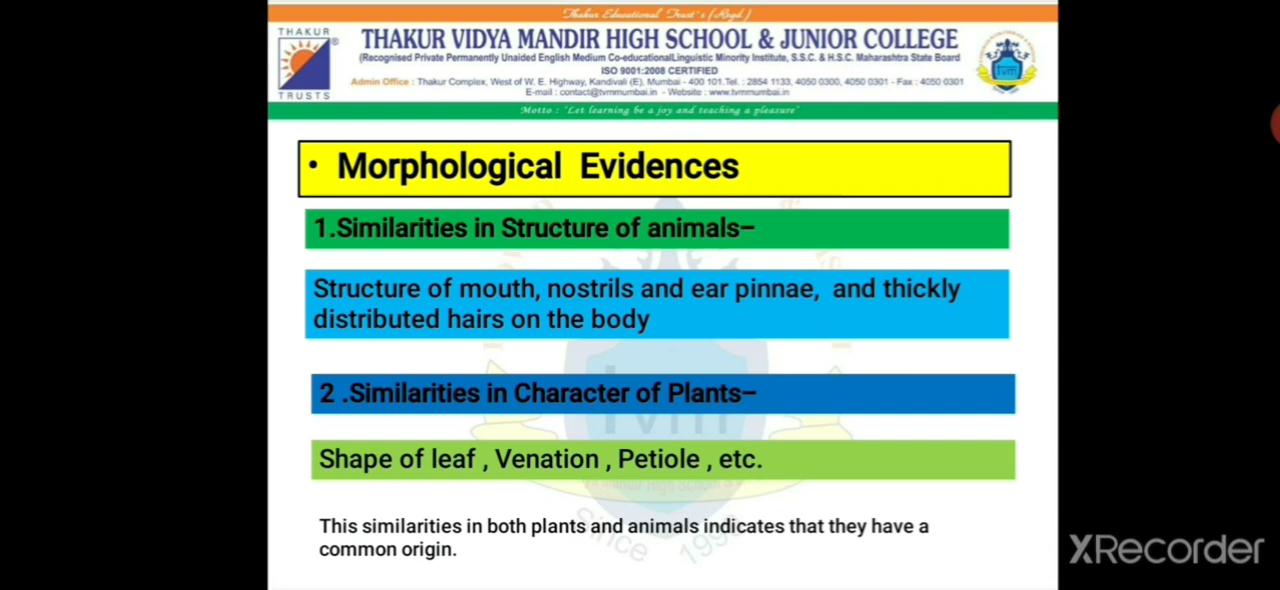 Thakur Educational Trust's (Regd.)
THAKUR
TRUSTS
THAKUR VIDYA MANDIR HIGH SCHOOL & JUNIOR COLLEGE
(Recognised Private Permanently Unaided English Medium Co-educationalLinguistic Minority Institute, S.S.C. & H.S.C. Maharashtra State Board
ISO 9001:2008 CERTIFIED
Admin Office : Thakur Complex, West of W. E. Highway, Kandivali (E), Mumbai - 400 101.Tel. : 2854 1133, 4050 0300, 4050 0301 - Fax : 4050 0301
E-mail : contact@tvmmumbai.in - Website : www.tvmmumbai.in
tvm
Motto : "Let learning be a joy and teaching a pleasure"
• Morphological Evidences
1.Similarities in Structure of animals–
Structure of mouth, nostrils and ear pinnae, and thickly
distributed hairs on the body
2 .Similarities in Character of Plants–
tvm
Shape of leaf , Venation , Petiole , etc.
This similarities in both plants and animals indicates that they have a
common origin.
Since
XRecorder